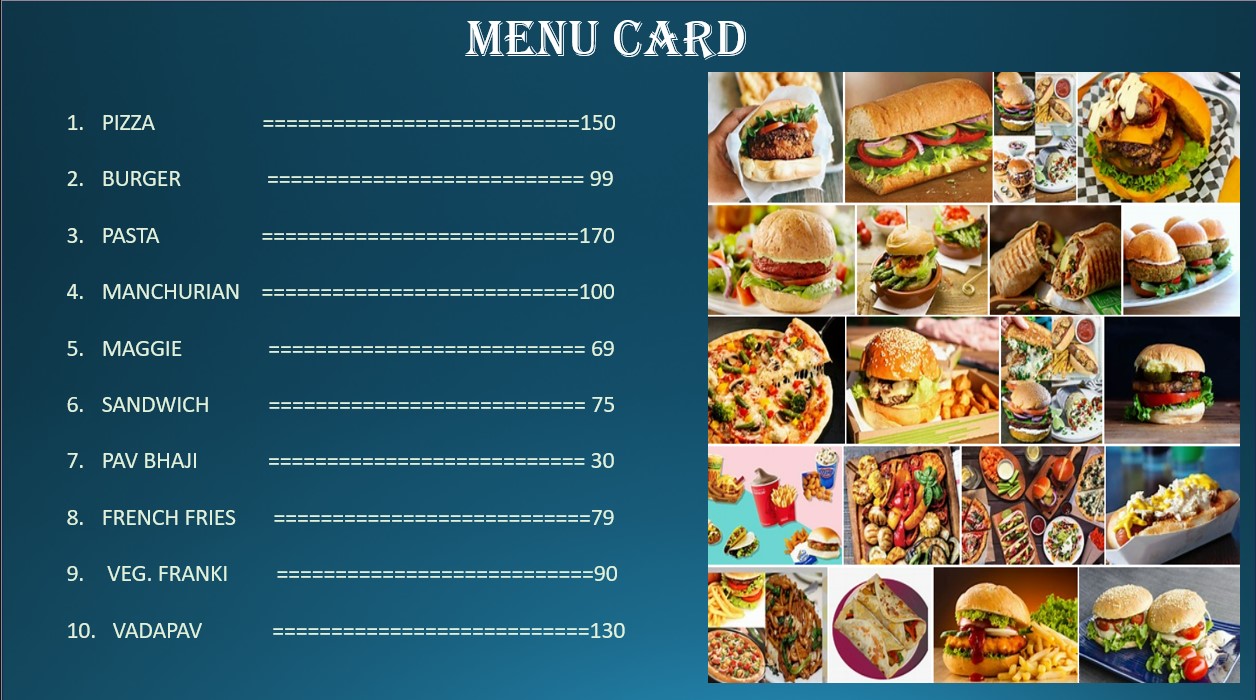 MENU CARD
1. PIZZA ===========================150
2. BURGER =========================== 99
3. PASTA ===========================170
4. MANCHURIAN ===========================100
5. MAGGIE =========================== 69
6. SANDWICH =========================== 75
7. PAV BHAJI =========================== 30
8. FRENCH FRIES ===========================79
9. VEG. FRANKI ===========================90
10. VADAPAV ===========================130